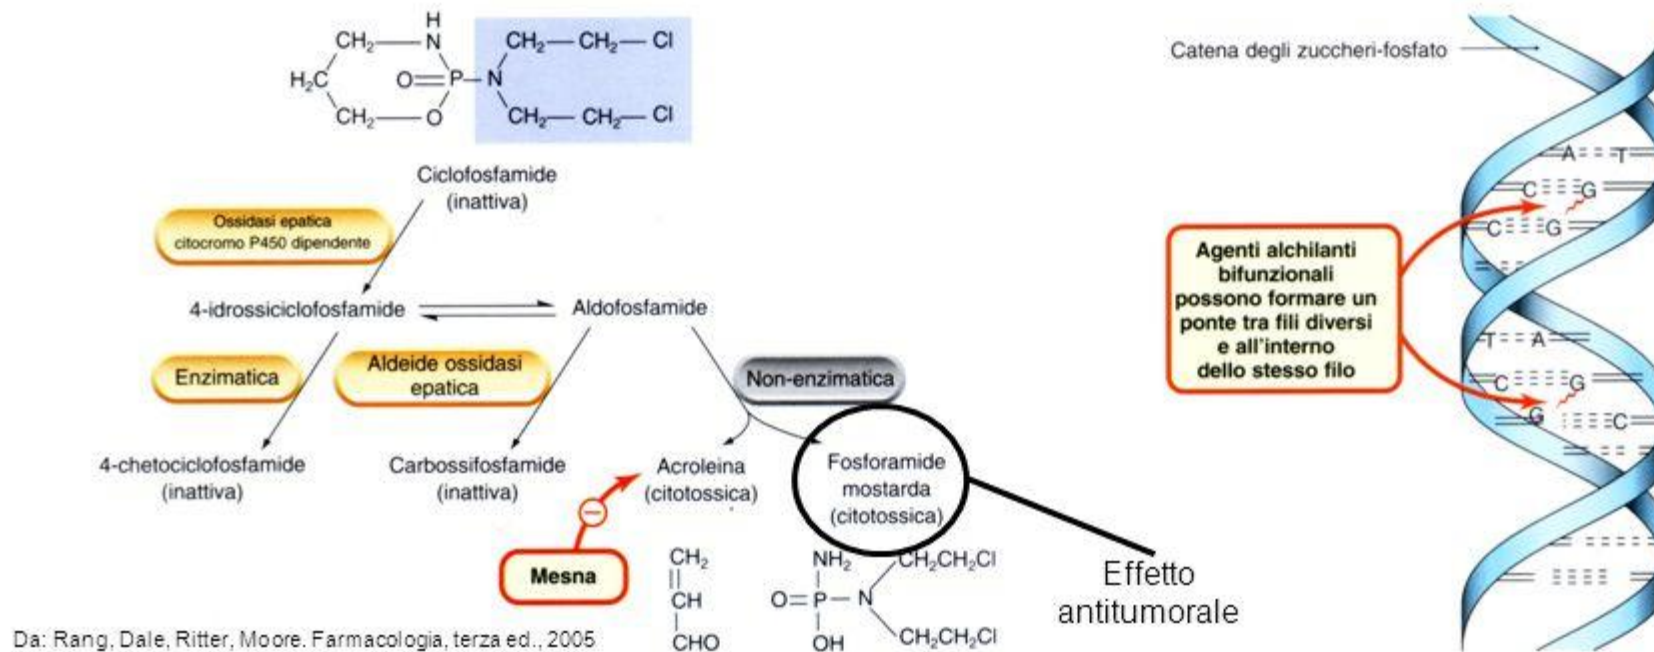 H
CH₂
N
CH₂—CH₂—Cl
H₂C
O=P—N
CH₂
O
CH₂—CH₂—Cl
Ciclofosfamide
(inattiva)
Ossidasi epatica
citocromo P450 dipendente
4-idrossiciclofosfamide
Aldofosfamide
Enzimatica
Aldeide ossidasi
epatica
Non-enzimatica
4-chetociclofosfamide
(inattiva)
Carbossifosfamide
(inattiva)
Acroleina
(citotossica)
Fosforamide
mostarda
(citotossica)
Mesna
CH₂
CH
CHO
NH₂
CH₂CH₂Cl
O=P—N
OH
CH₂CH₂Cl
Effetto
antitumorale
Da: Rang, Dale, Ritter, Moore. Farmacologia, terza ed., 2005
Catena degli zuccheri-fosfato
A T
C G
C G
Agenti alchilanti
bifunzionali
possono formare un
ponte tra fili diversi
e all'interno
dello stesso filo
T A
C G
G C